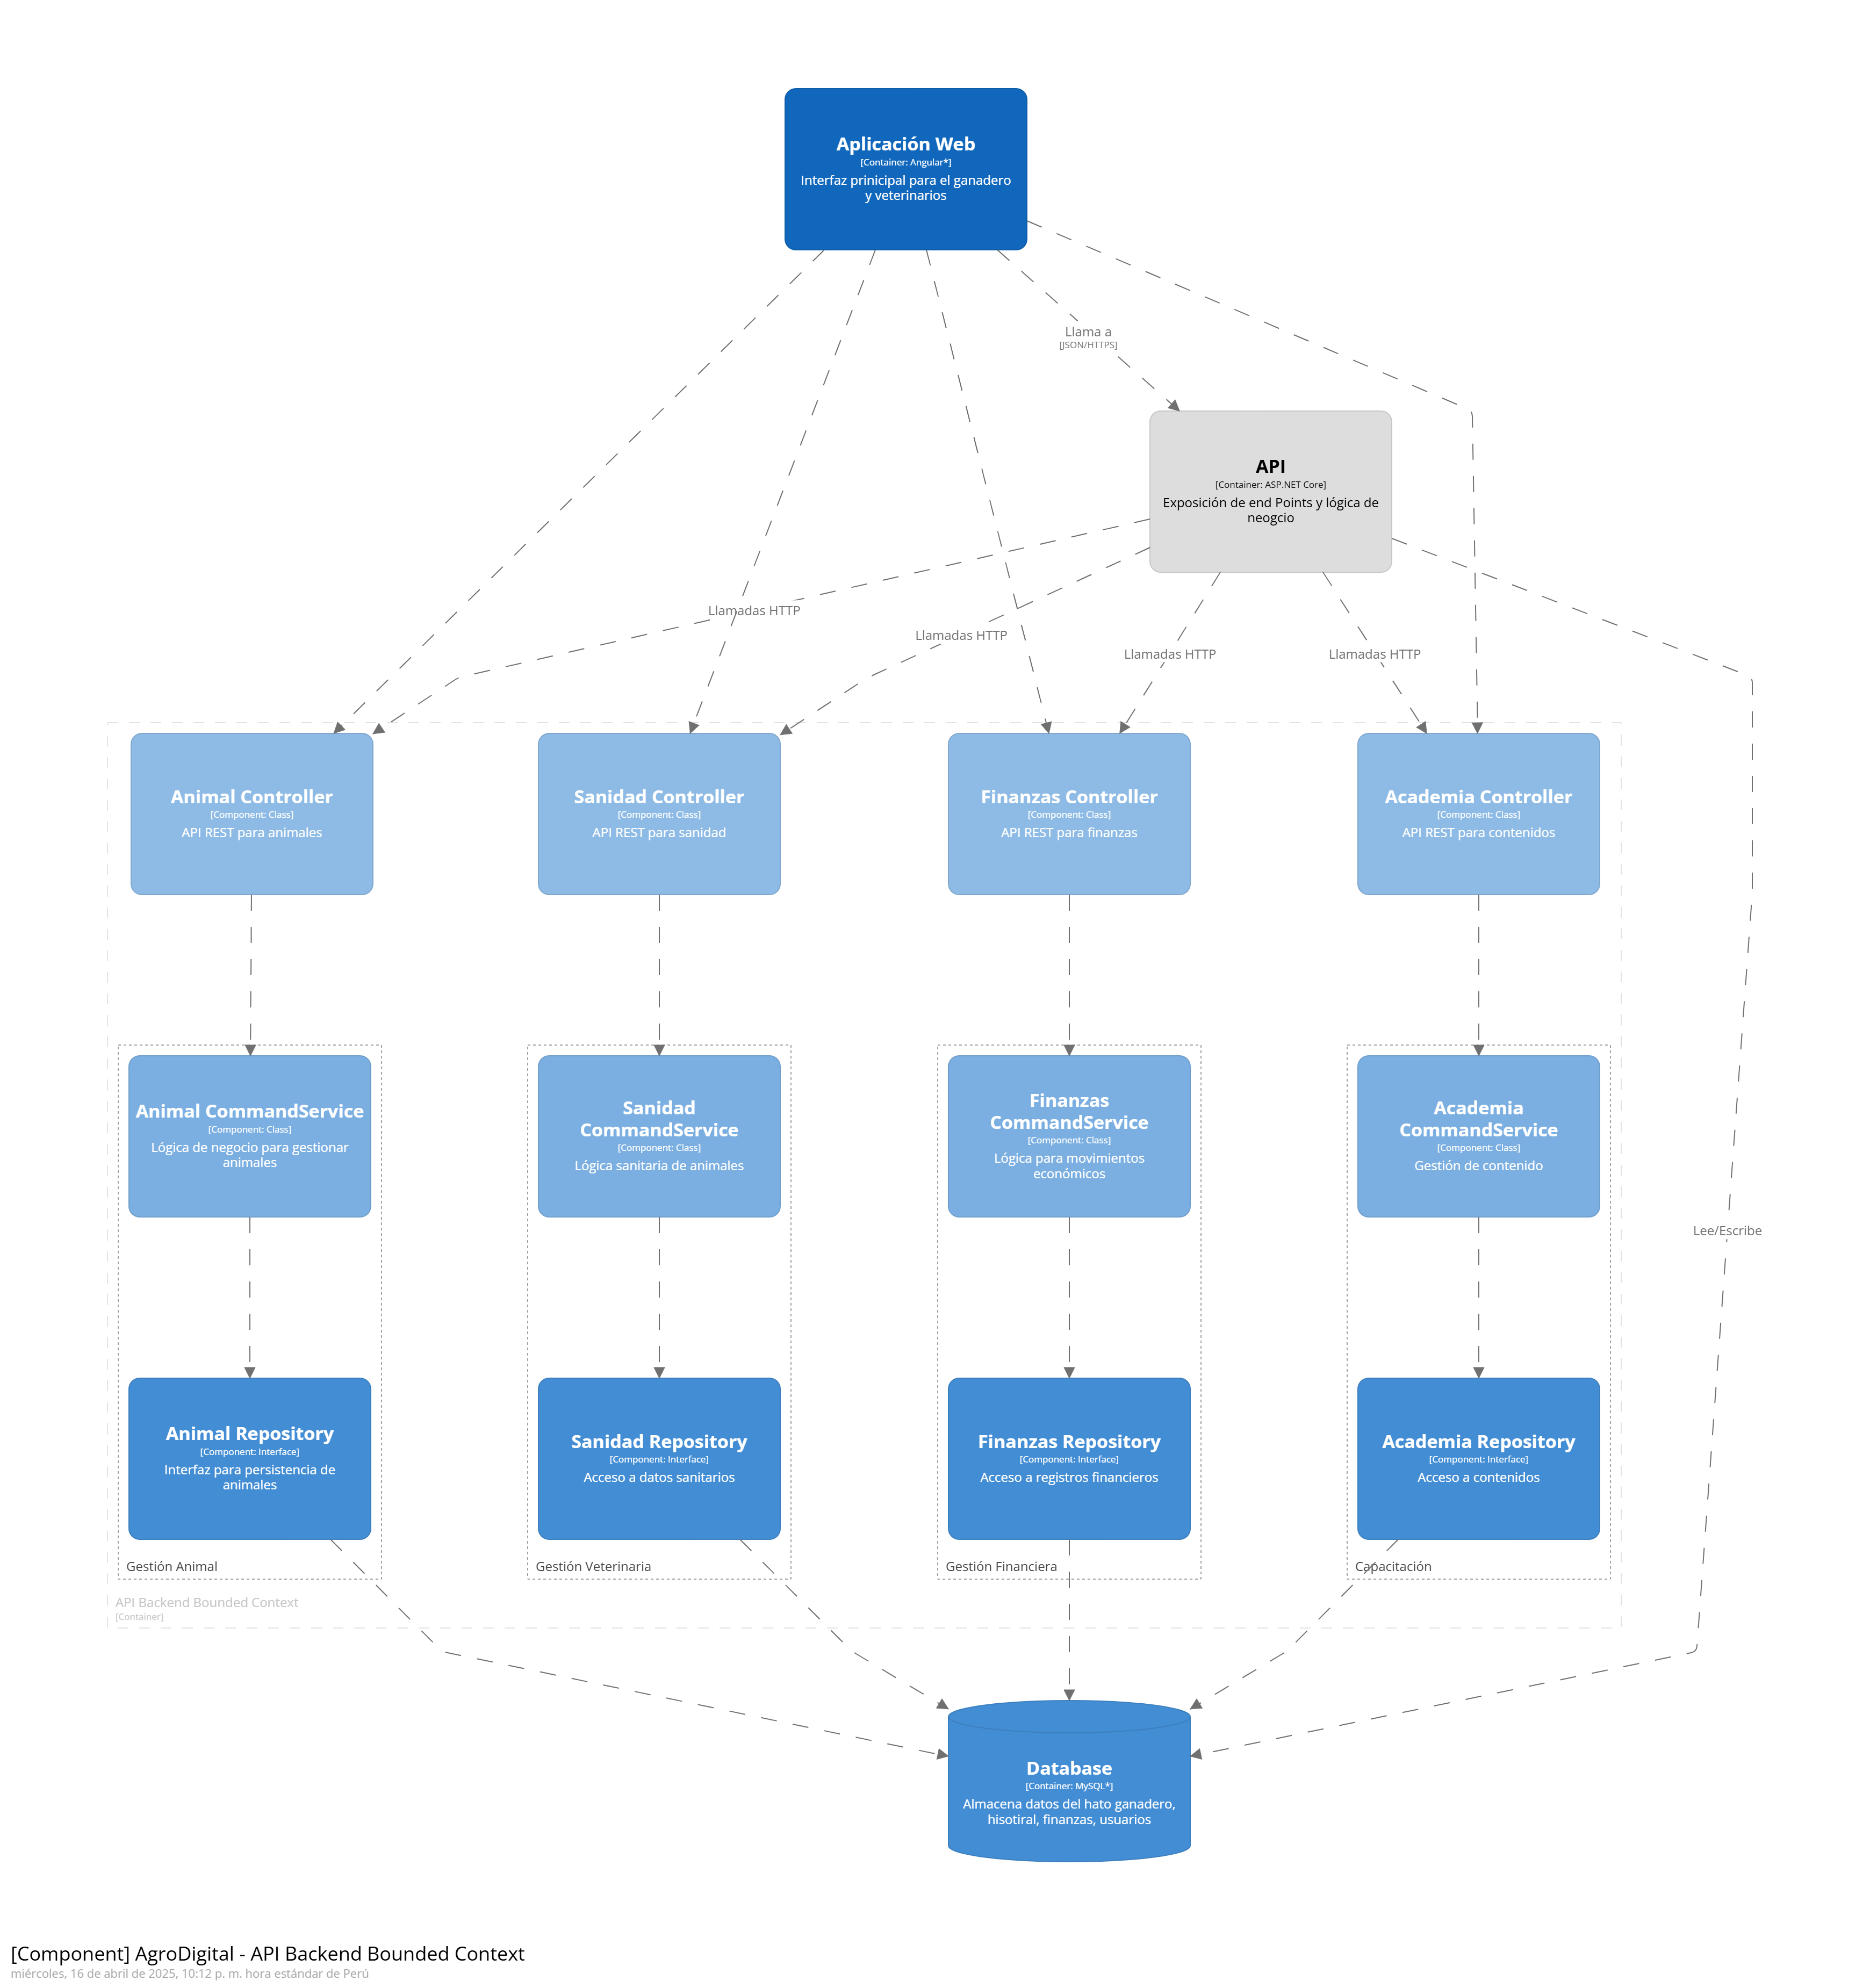 Aplicación Web
[Container: Angular*]
Interfaz prinicipal para el ganadero
y veterinarios
Llama a
[JSON/HTTPS]
API
[Container: ASP.NET Core]
Exposición de end Points y lógica de
neogcio
Llamadas HTTP
Llamadas HTTP
Llamadas HTTP
Llamadas HTTP
Animal Controller
[Component: Class]
API REST para animales
Sanidad Controller
[Component: Class]
API REST para sanidad
Finanzas Controller
[Component: Class]
API REST para finanzas
Academia Controller
[Component: Class]
API REST para contenidos
Animal CommandService
[Component: Class]
Lógica de negocio para gestionar
animales
Sanidad
CommandService
[Component: Class]
Lógica sanitaria de animales
Finanzas
CommandService
[Component: Class]
Lógica para movimientos
económicos
Academia
CommandService
[Component: Class]
Gestión de contenido
Lee/Escribe
Animal Repository
[Component: Interface]
Interfaz para persistencia de
animales
Sanidad Repository
[Component: Interface]
Acceso a datos sanitarios
Finanzas Repository
[Component: Interface]
Acceso a registros financieros
Academia Repository
[Component: Interface]
Acceso a contenidos
Gestión Animal
Gestión Veterinaria
Gestión Financiera
Capacitación
API Backend Bounded Context
[Container]
Database
[Container: MySQL*]
Almacena datos del hato ganadero,
hisotiral, finanzas, usuarios
[Component] AgroDigital - API Backend Bounded Context
miércoles, 16 de abril de 2025, 10:12 p. m. hora estándar de Perú